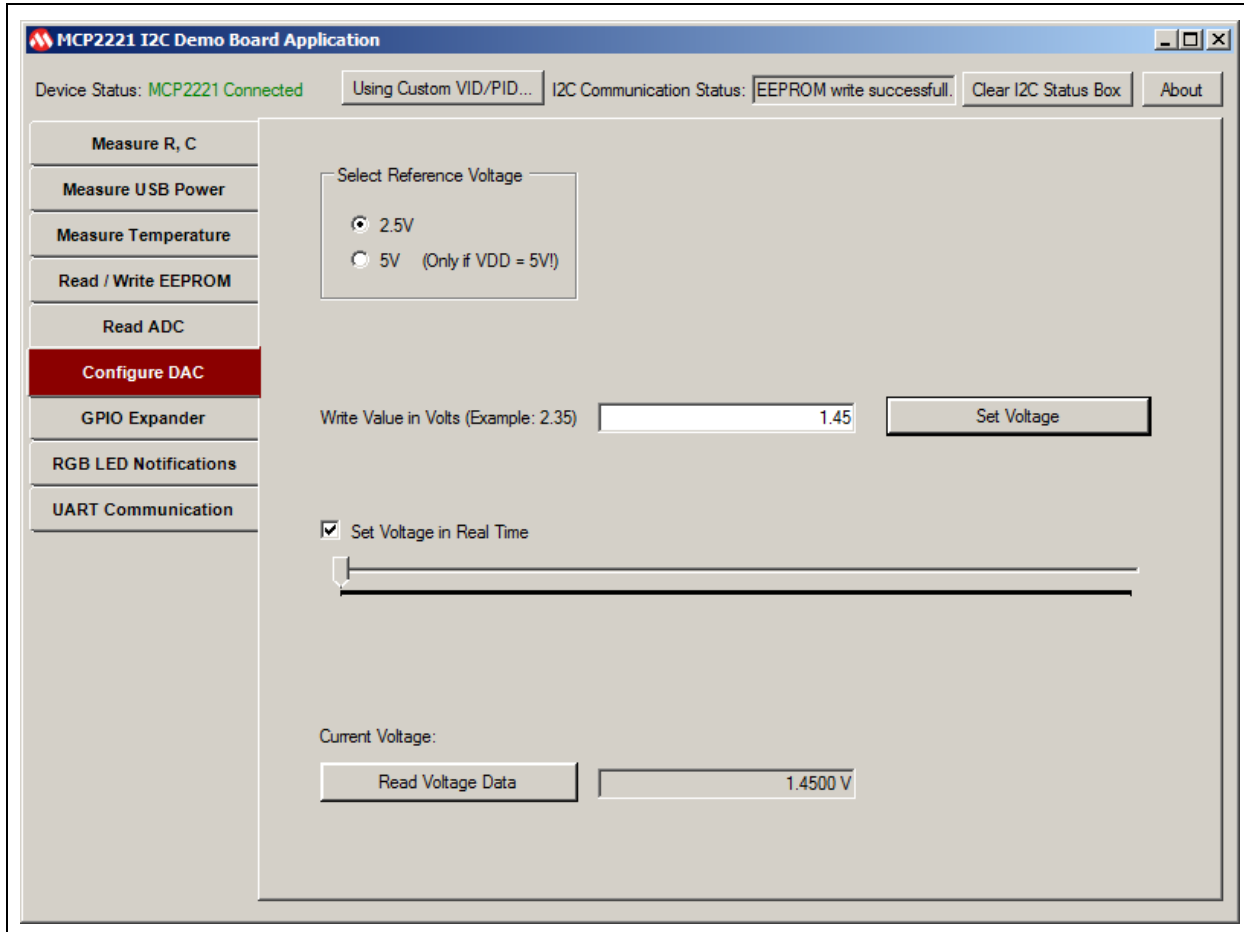 MCP2221 I2C Demo Board Application
Device Status: MCP2221 Connected
Using Custom VID/PID...
I2C Communication Status:
EEPROM write successfull.
Clear I2C Status Box
About
Measure R, C
Measure USB Power
Measure Temperature
Read / Write EEPROM
Read ADC
Configure DAC
GPIO Expander
RGB LED Notifications
UART Communication
Select Reference Voltage
2.5V
5V (Only if VDD = 5V!)
Write Value in Volts (Example: 2.35)
1.45
Set Voltage
Set Voltage in Real Time
Current Voltage:
Read Voltage Data
1.4500 V